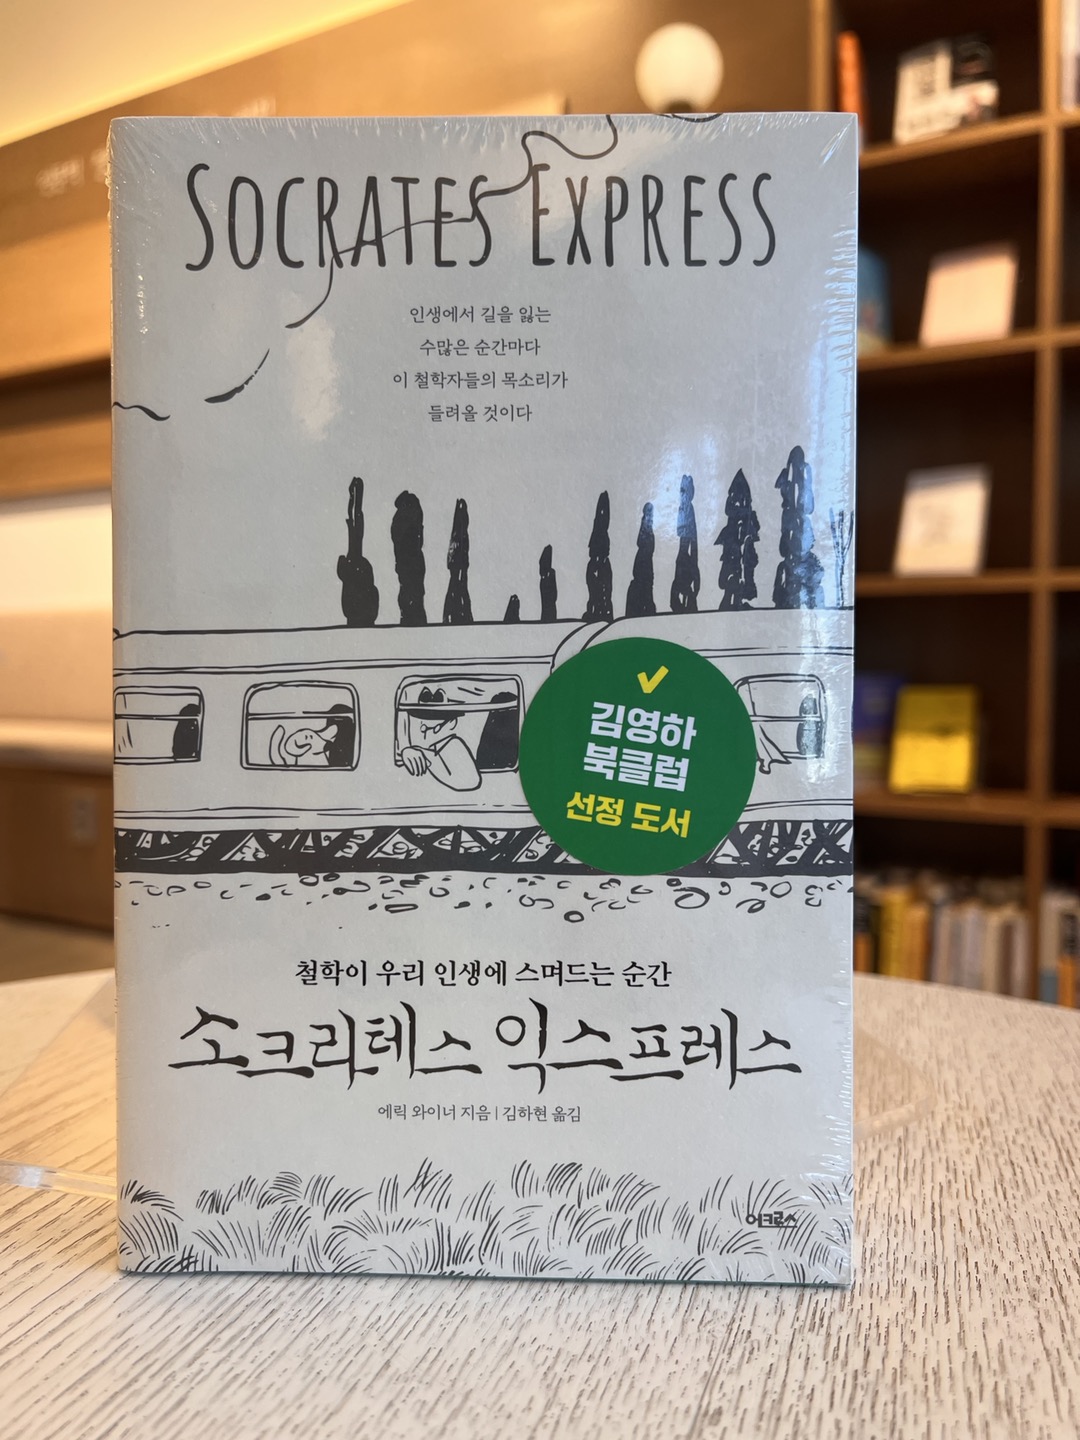 SOCRATES EXPRESS
인생에서 길을 잃는
수많은 순간마다
이 철학자들의 목소리가
들려올 것이다
김영하
북클럽
선정 도서
철학이 우리 인생에 스며드는 순간
소크라테스 익스프레스
에릭 와이너 지음 | 김하현 옮김
어크로스